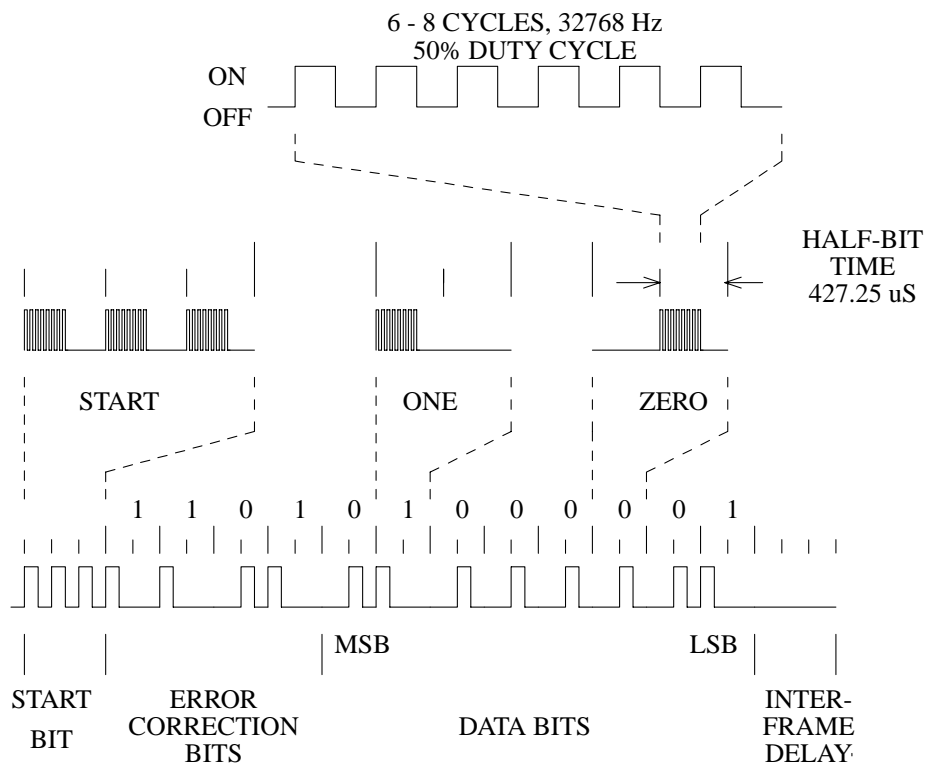 6 - 8 CYCLES, 32768 Hz
50% DUTY CYCLE
ON
OFF
HALF-BIT
TIME
427.25 uS
START
ONE
ZERO
1 1 0 1 0 1 0 0 0 0 0 1
MSB
LSB
START
BIT
ERROR
CORRECTION
BITS
DATA BITS
INTER-
FRAME
DELAY